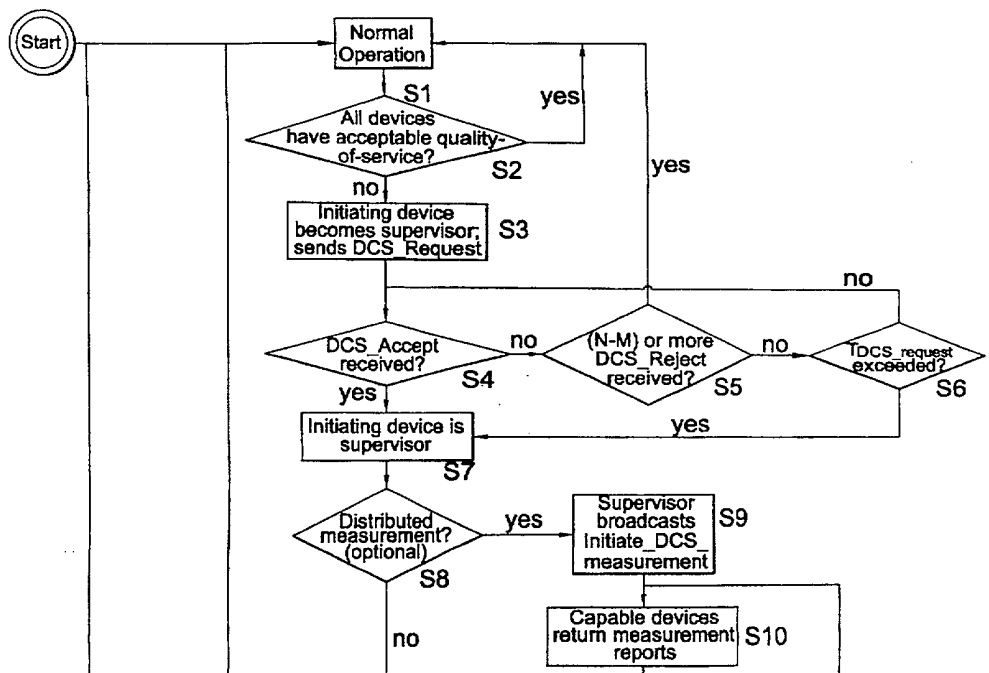 Start
Normal
Operation
S1
All devices
have acceptable quality-
of-service?
S2
yes
no
Initiating device
becomes supervisor;
sends DCS_Request
S3
yes
no
DCS_Accept
received?
S4
no
(N-M) or more
DCS_Reject
received?
S5
no
TDCS_request
exceeded?
S6
yes
yes
Initiating device is
supervisor
S7
Distributed
measurement?
(optional)
S8
yes
Supervisor
broadcasts
Initiate_DCS_
measurement
S9
no
Capable devices
return measurement
reports
S10